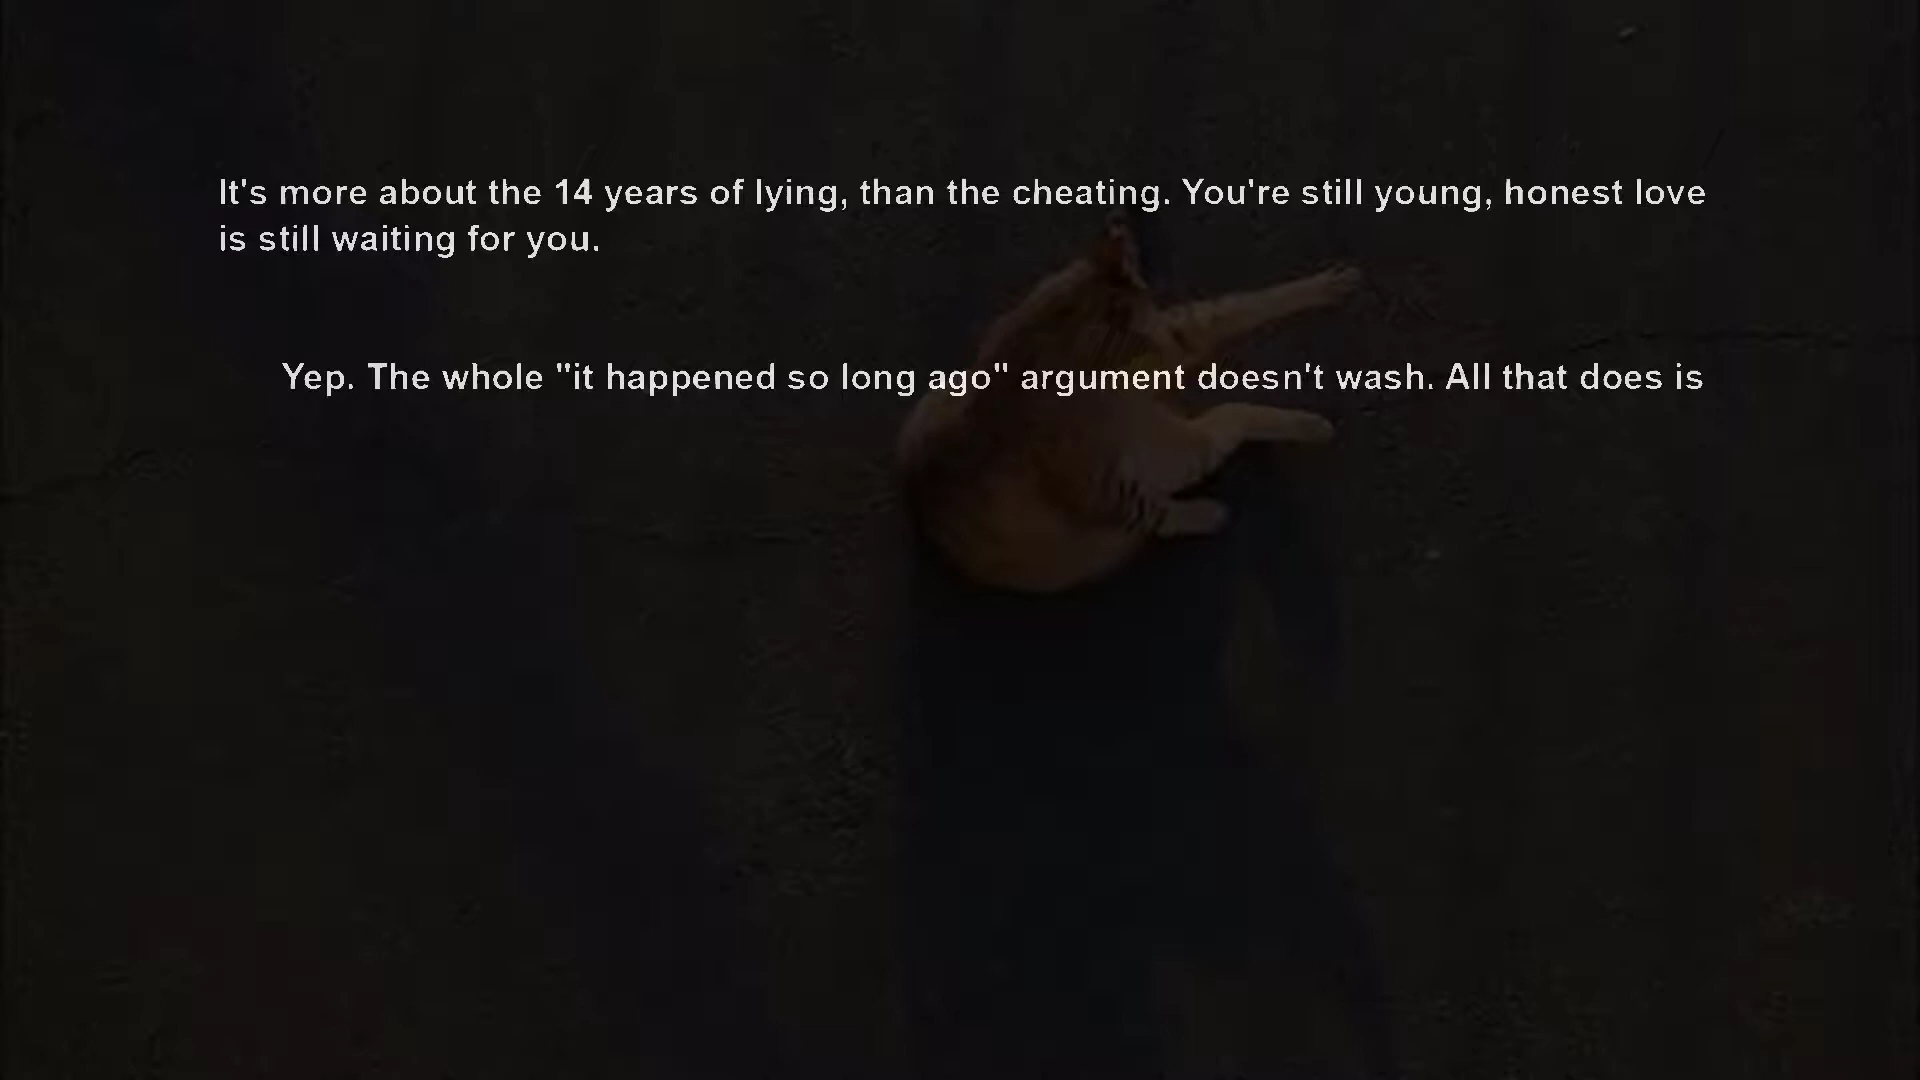 It's more about the 14 years of lying, than the cheating. You're still young, honest love
is still waiting for you.
Yep. The whole "it happened so long ago" argument doesn't wash. All that does is